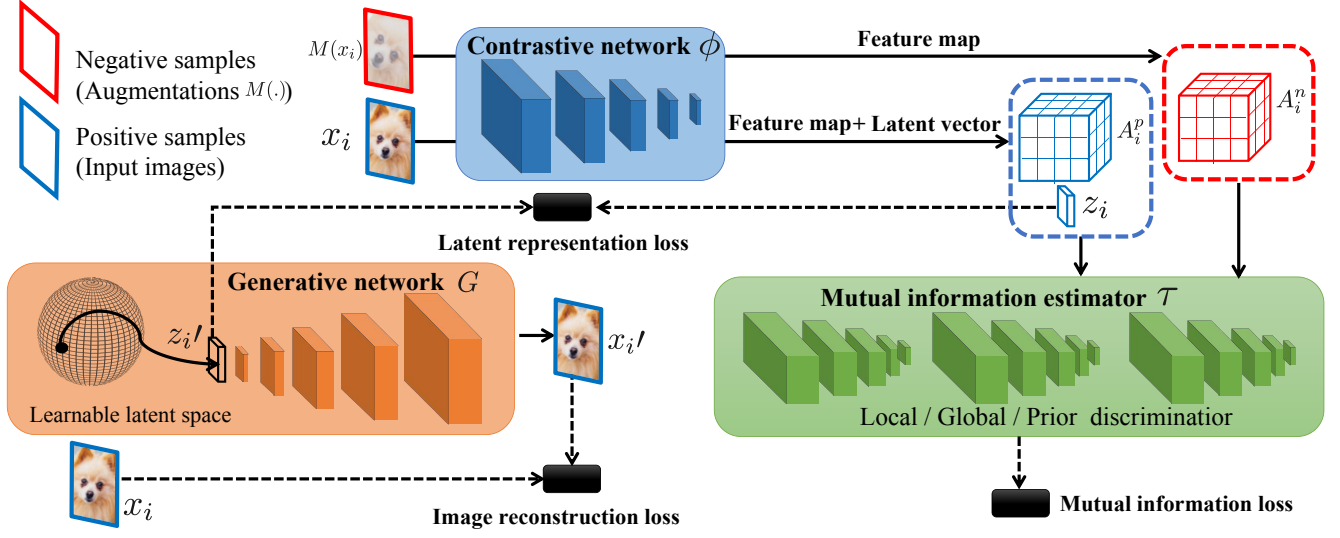 Negative samples
(Augmentations M(.))
Positive samples
(Input images)
M(x_i)
x_i
Contrastive network ϕ
Feature map
Feature map+ Latent vector
A_i^p
A_i^n
z_i
Latent representation loss
Generative network G
z_i′
Learnable latent space
x_i′
x_i
Image reconstruction loss
Mutual information estimator τ
Local / Global / Prior discriminatior
Mutual information loss